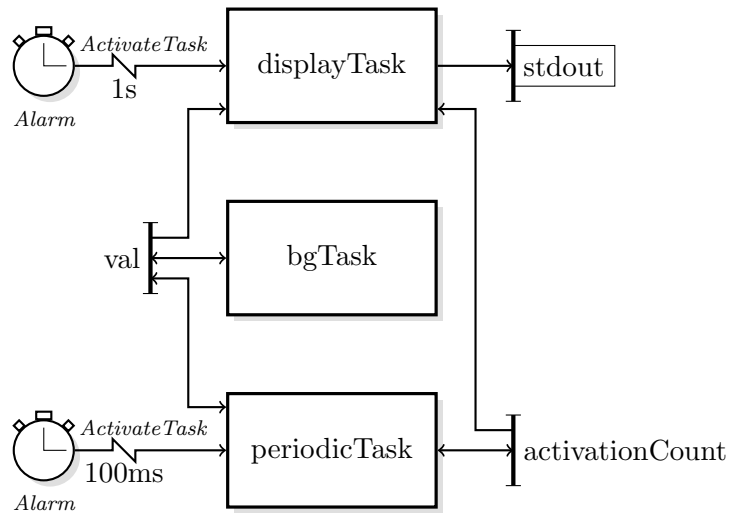 ActivateTask
1s
Alarm
displayTask
stdout
val
bgTask
ActivateTask
100ms
Alarm
periodicTask
activationCount